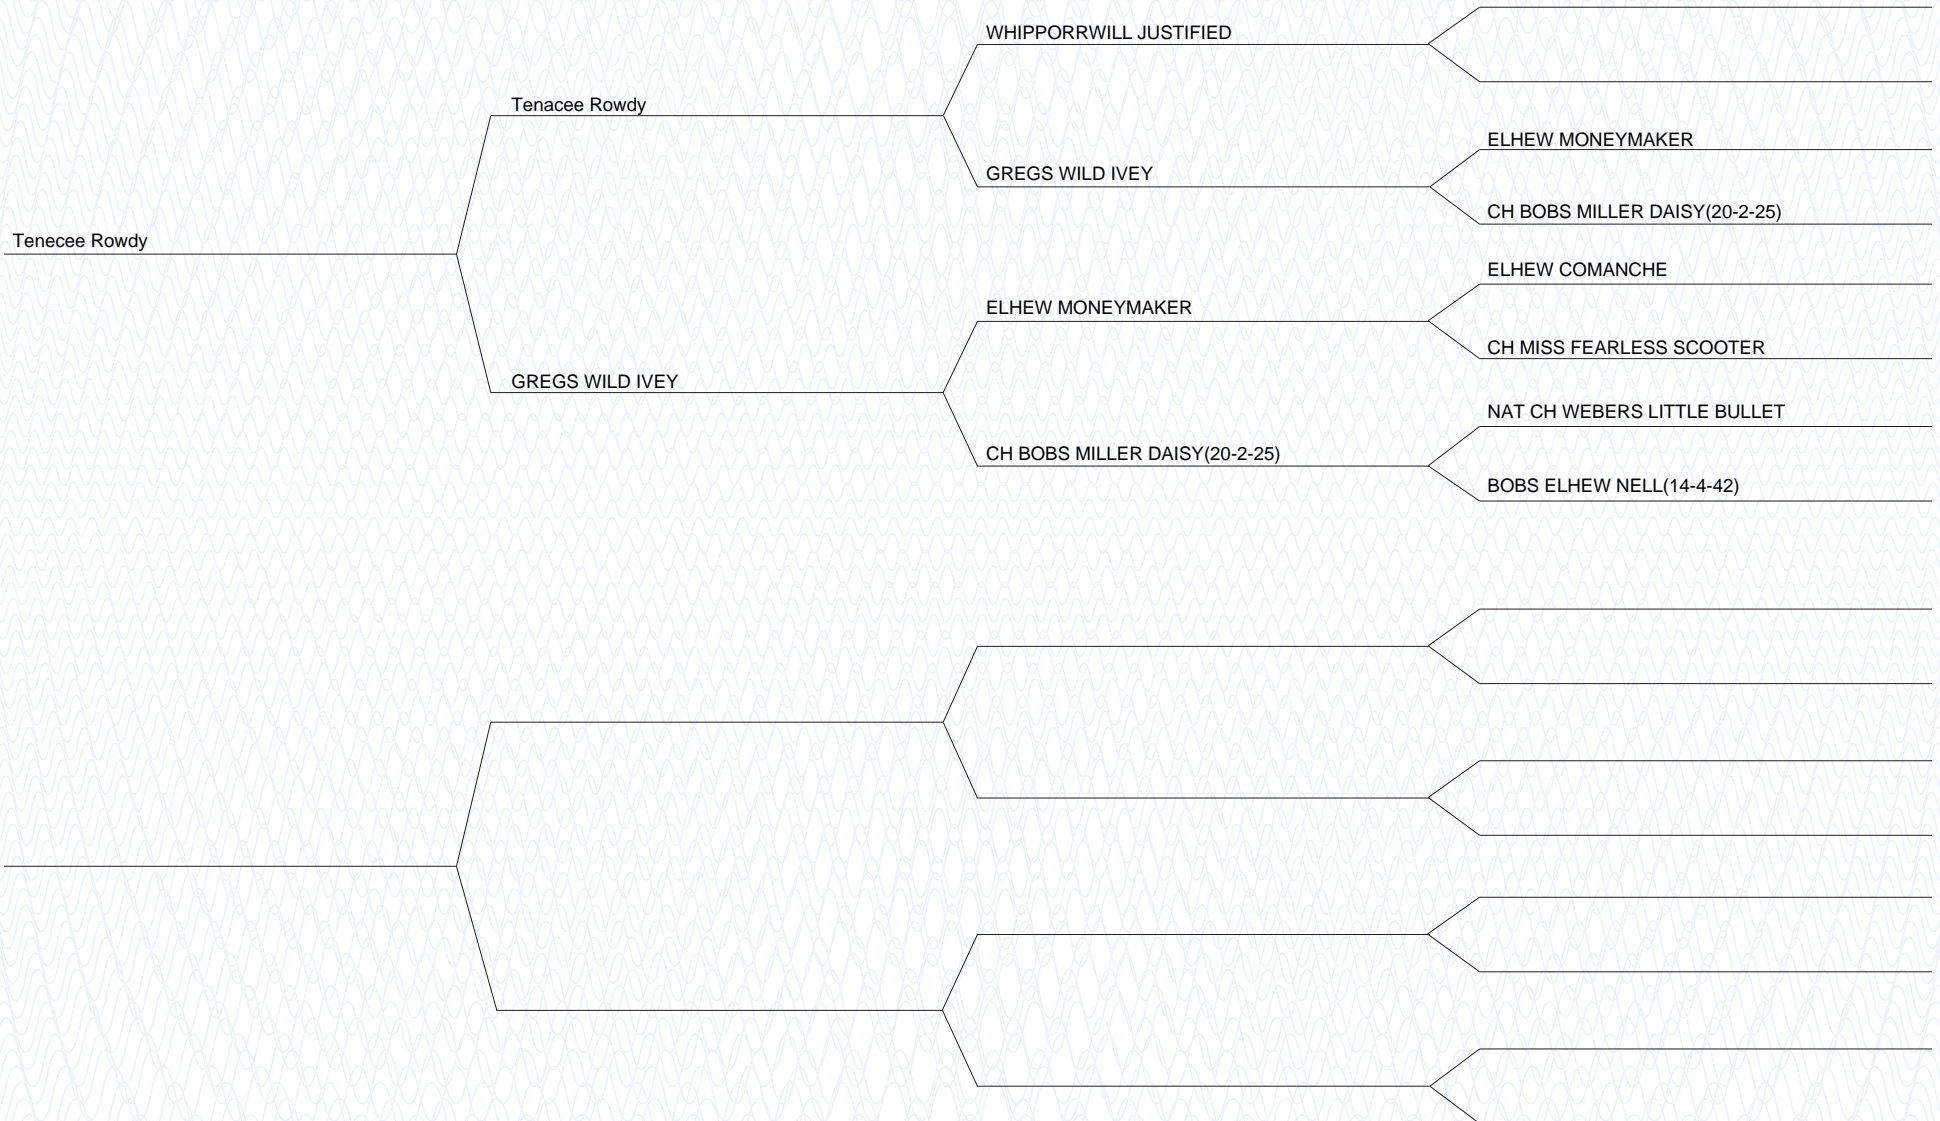 WHIPPORRWILL JUSTIFIED
Tenacee Rowdy
ELHEW MONEYMAKER
GREGS WILD IVEY
CH BOBS MILLER DAISY(20-2-25)
Tenecee Rowdy
ELHEW COMANCHE
ELHEW MONEYMAKER
CH MISS FEARLESS SCOOTER
GREGS WILD IVEY
NAT CH WEBERS LITTLE BULLET
CH BOBS MILLER DAISY(20-2-25)
BOBS ELHEW NELL(14-4-42)